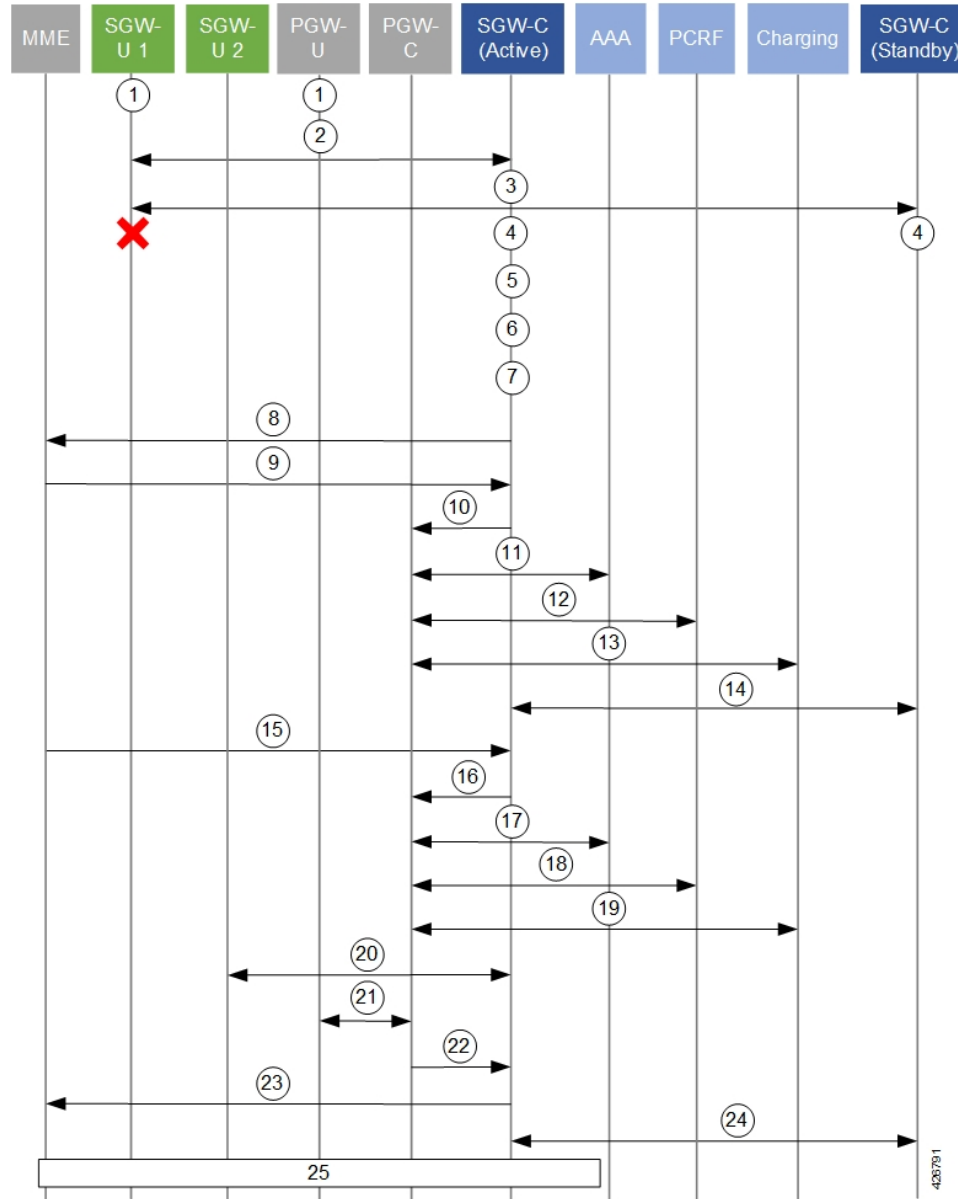 MME
SGW-
U 1
SGW-
U 2
PGW-
U
PGW-
C
SGW-C
(Active)
AAA
PCRF
Charging
SGW-C
(Standby)
1
1
2
3
4
4
5
6
7
8
9
10
11
12
13
14
15
16
17
18
19
20
21
22
23
24
25
426791